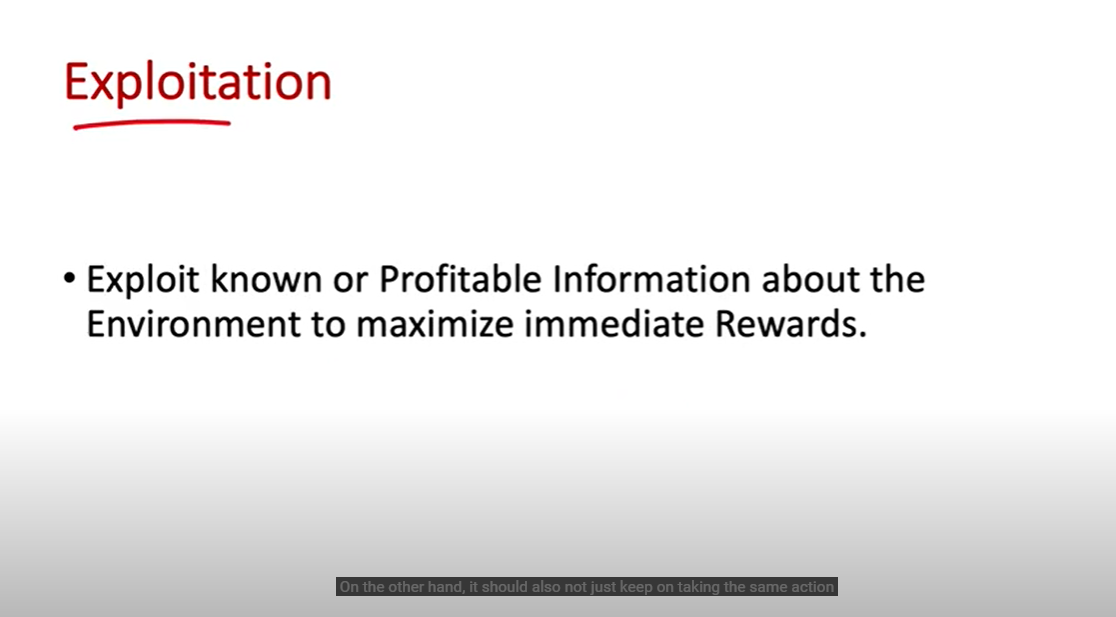 Exploitation
• Exploit known or Profitable Information about the
Environment to maximize immediate Rewards.
On the other hand, it should also not just keep on taking the same action